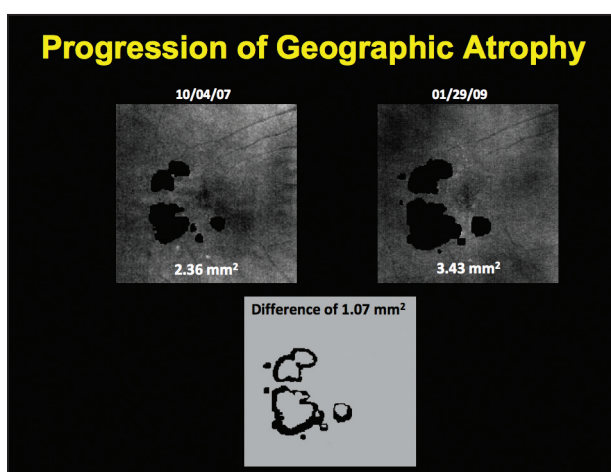 Progression of Geographic Atrophy
10/04/07
01/29/09
2.36 mm²
3.43 mm²
Difference of 1.07 mm²